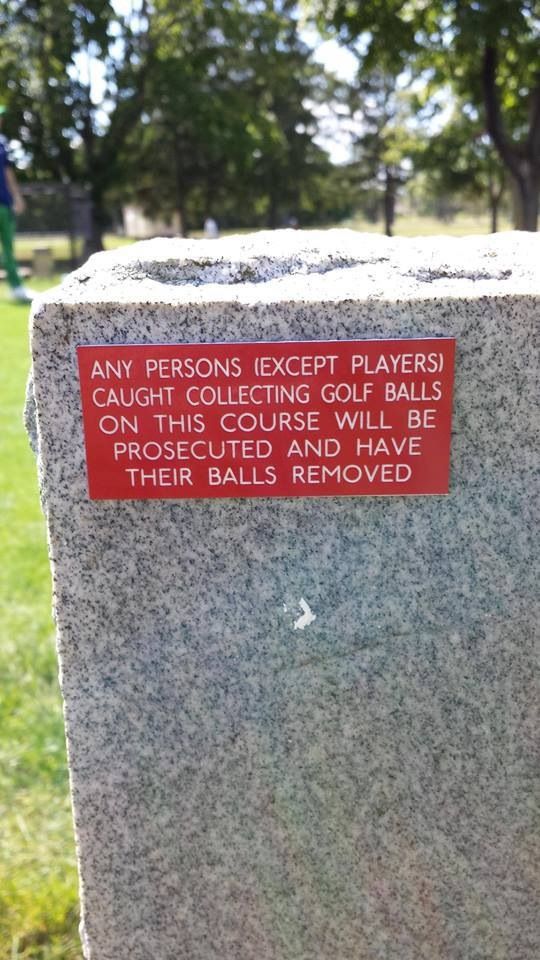 ANY PERSONS (EXCEPT PLAYERS)
CAUGHT COLLECTING GOLF BALLS
ON THIS COURSE WILL BE
PROSECUTED AND HAVE
THEIR BALLS REMOVED